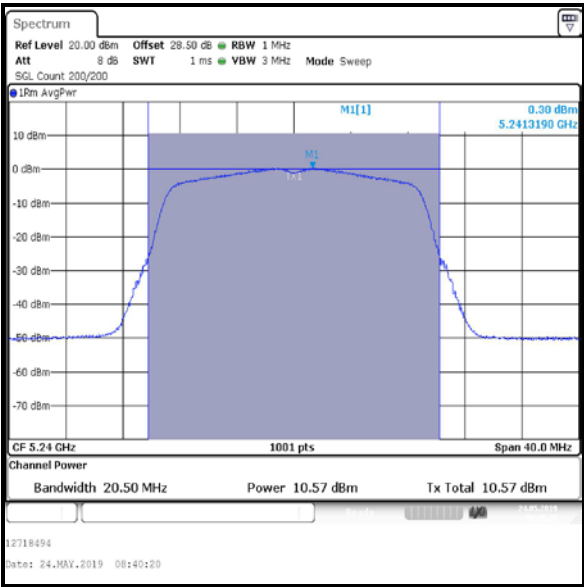 Spectrum
Ref Level 20.00 dBm Offset 28.50 dB RBW 1 MHz
Att 8 dB SWT 1 ms VBW 3 MHz Mode Sweep
SGL Count 200/200
1Rm AvgPwr
M1[1] 0.30 dBm
5.2413190 GHz
10 dBm
M1
0 dBm
Tx1
-10 dBm
-20 dBm
-30 dBm
-40 dBm
-50 dBm
-60 dBm
-70 dBm
CF 5.24 GHz 1001 pts Span 40.0 MHz
Channel Power
Bandwidth 20.50 MHz Power 10.57 dBm Tx Total 10.57 dBm
Ready 24.05.2019
12718494
Date: 24.MAY.2019 08:40:20